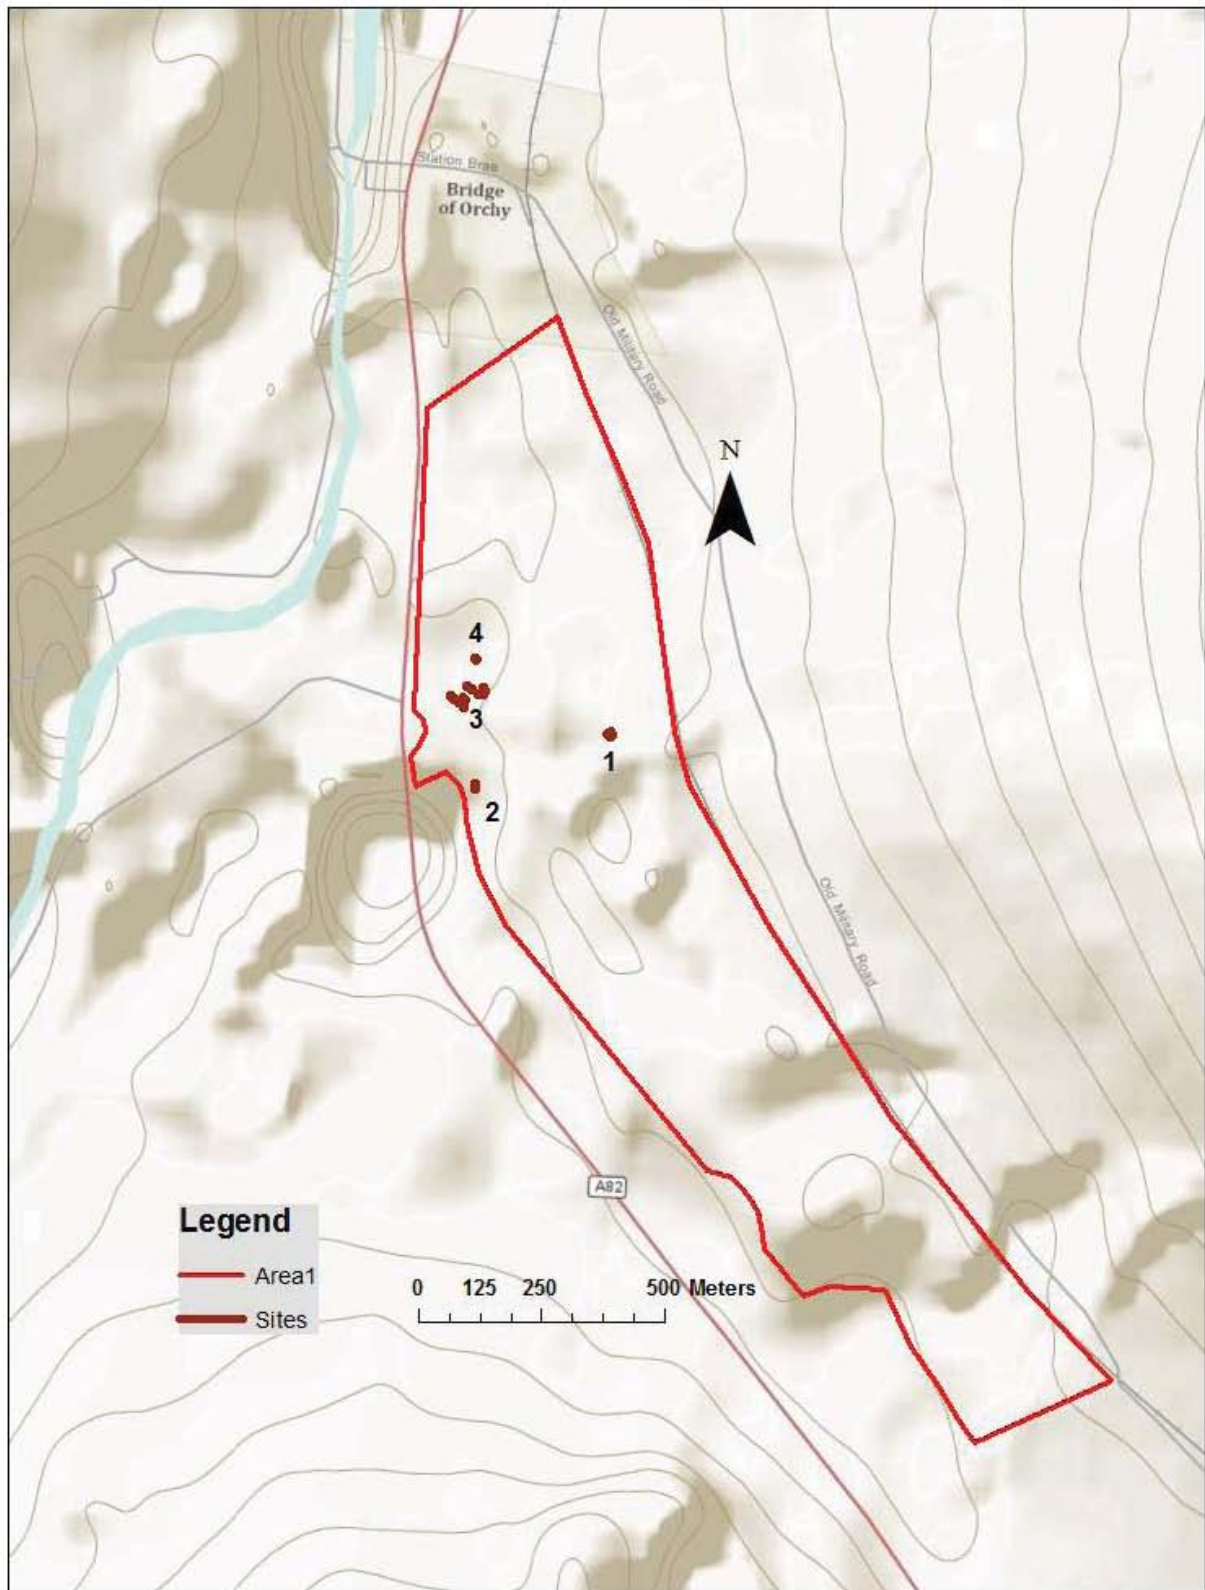 Station Brae
Bridge
of Orchy
Old Military Road
N
4
3
1
2
Old Military Road
A82
Legend
Area1
Sites
0 125 250 500 Meters